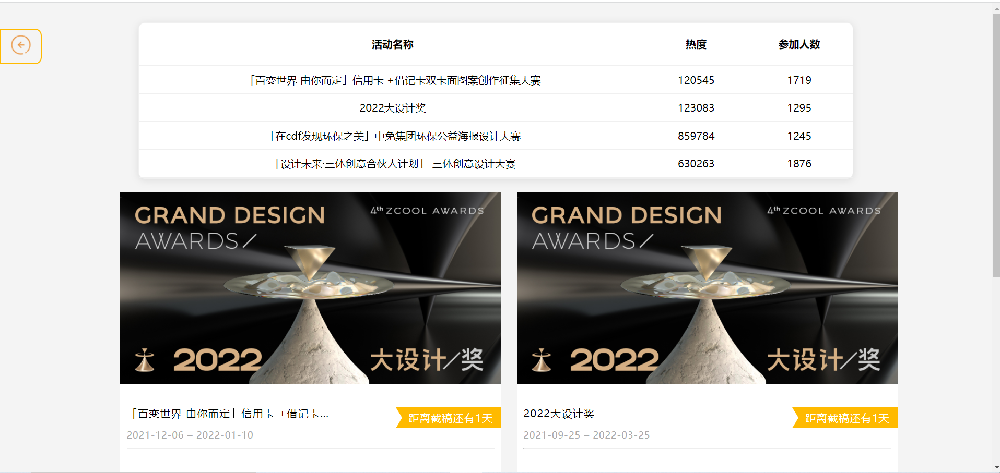 活动名称 热度 参加人数
「百变世界 由你而定」信用卡 +借记卡双卡面图案创作征集大赛 120545 1719
2022大设计奖 123083 1295
「在cdf发现环保之美」中免集团环保公益海报设计大赛 859784 1245
「设计未来·三体创意合伙人计划」 三体创意设计大赛 630263 1876
GRAND DESIGN
AWARDS/
4th ZCOOL AWARDS
2022
大设计/奖
GRAND DESIGN
AWARDS/
4th ZCOOL AWARDS
2022
大设计/奖
「百变世界 由你而定」信用卡 +借记卡...
距离截稿还有1天
2021-12-06 – 2022-01-10
2022大设计奖
距离截稿还有1天
2021-09-25 – 2022-03-25